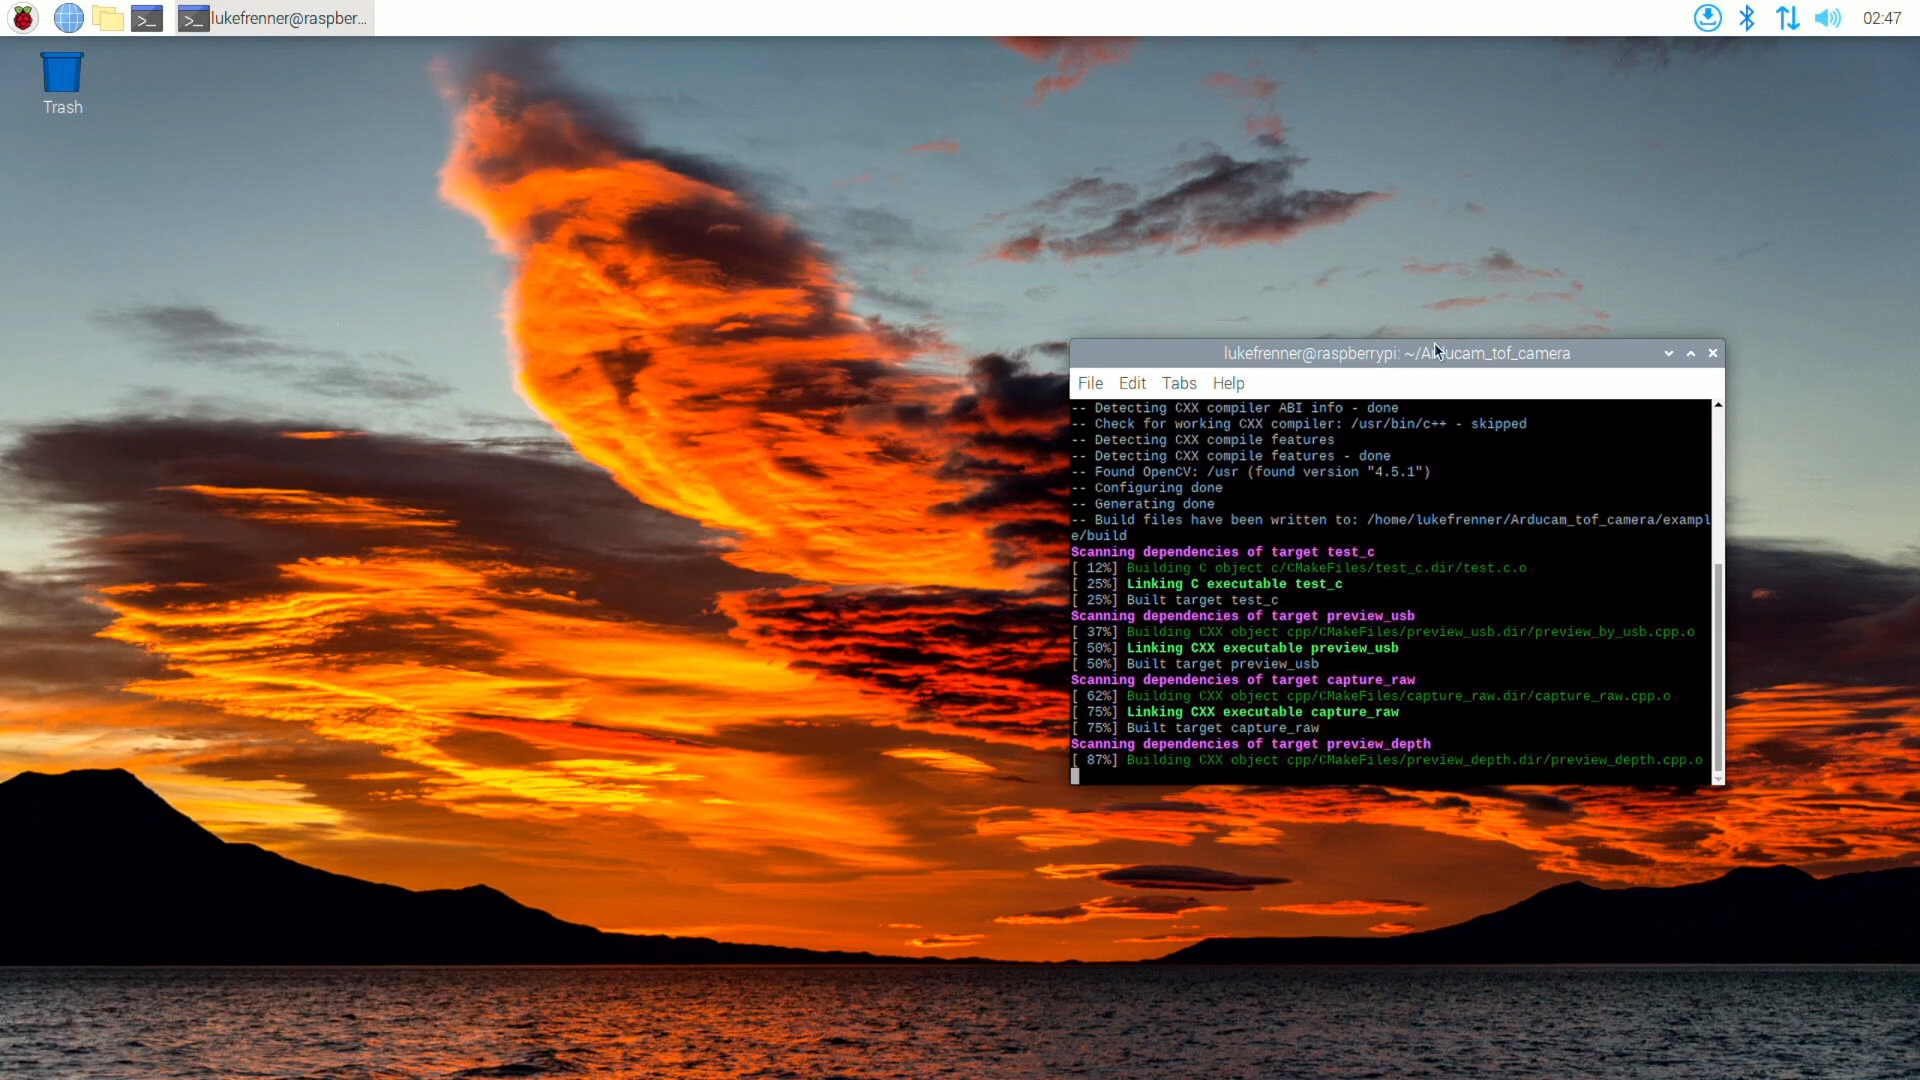 lukefrenner@raspber...
02:47
Trash
lukefrenner@raspberrypi: ~/Arducam_tof_camera
File Edit Tabs Help
-- Detecting CXX compiler ABI info - done
-- Check for working CXX compiler: /usr/bin/c++ - skipped
-- Detecting CXX compile features
-- Detecting CXX compile features - done
-- Found OpenCV: /usr (found version "4.5.1")
-- Configuring done
-- Generating done
-- Build files have been written to: /home/lukefrenner/Arducam_tof_camera/exampl
e/build
Scanning dependencies of target test_c
[ 12%] Building C object c/CMakeFiles/test_c.dir/test.c.o
[ 25%] Linking C executable test_c
[ 25%] Built target test_c
Scanning dependencies of target preview_usb
[ 37%] Building CXX object cpp/CMakeFiles/preview_usb.dir/preview_by_usb.cpp.o
[ 50%] Linking CXX executable preview_usb
[ 50%] Built target preview_usb
Scanning dependencies of target capture_raw
[ 62%] Building CXX object cpp/CMakeFiles/capture_raw.dir/capture_raw.cpp.o
[ 75%] Linking CXX executable capture_raw
[ 75%] Built target capture_raw
Scanning dependencies of target preview_depth
[ 87%] Building CXX object cpp/CMakeFiles/preview_depth.dir/preview_depth.cpp.o